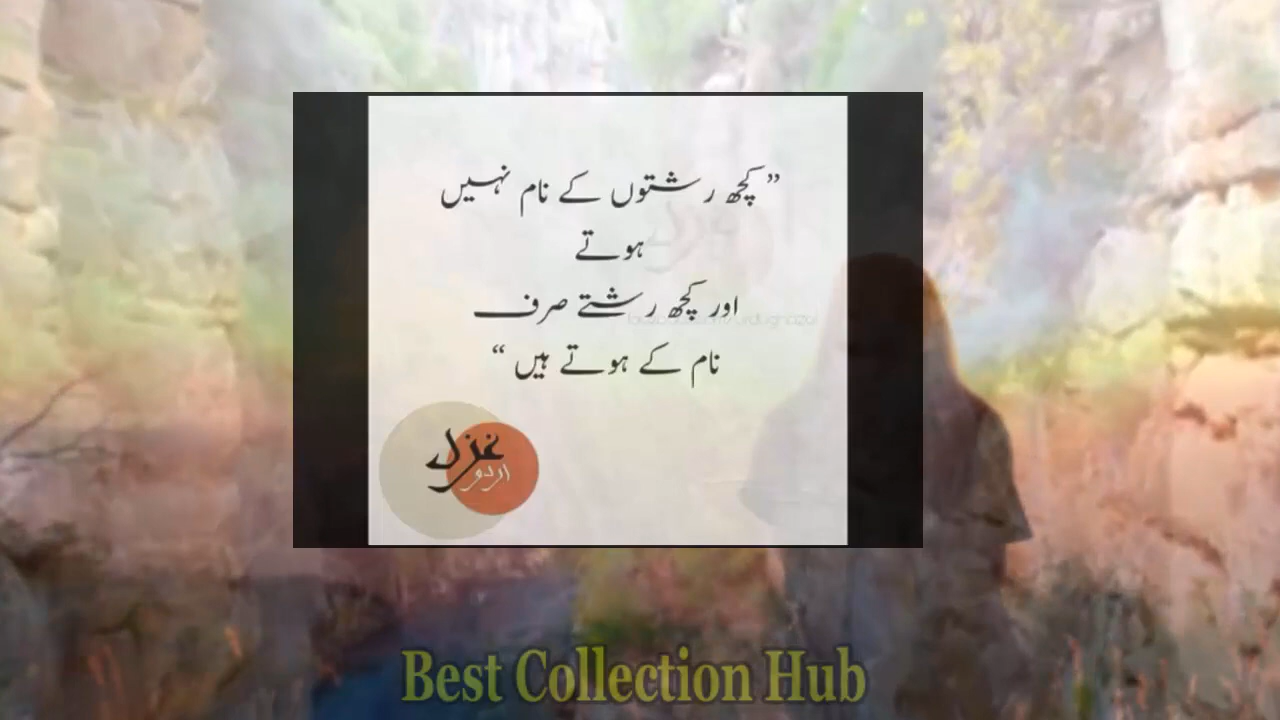 ” کچھ رشتوں کے نام نہیں
ہوتے
اور کچھ رشتے صرف
نام کے ہوتے ہیں “
غزل
اردو
Best Collection Hub